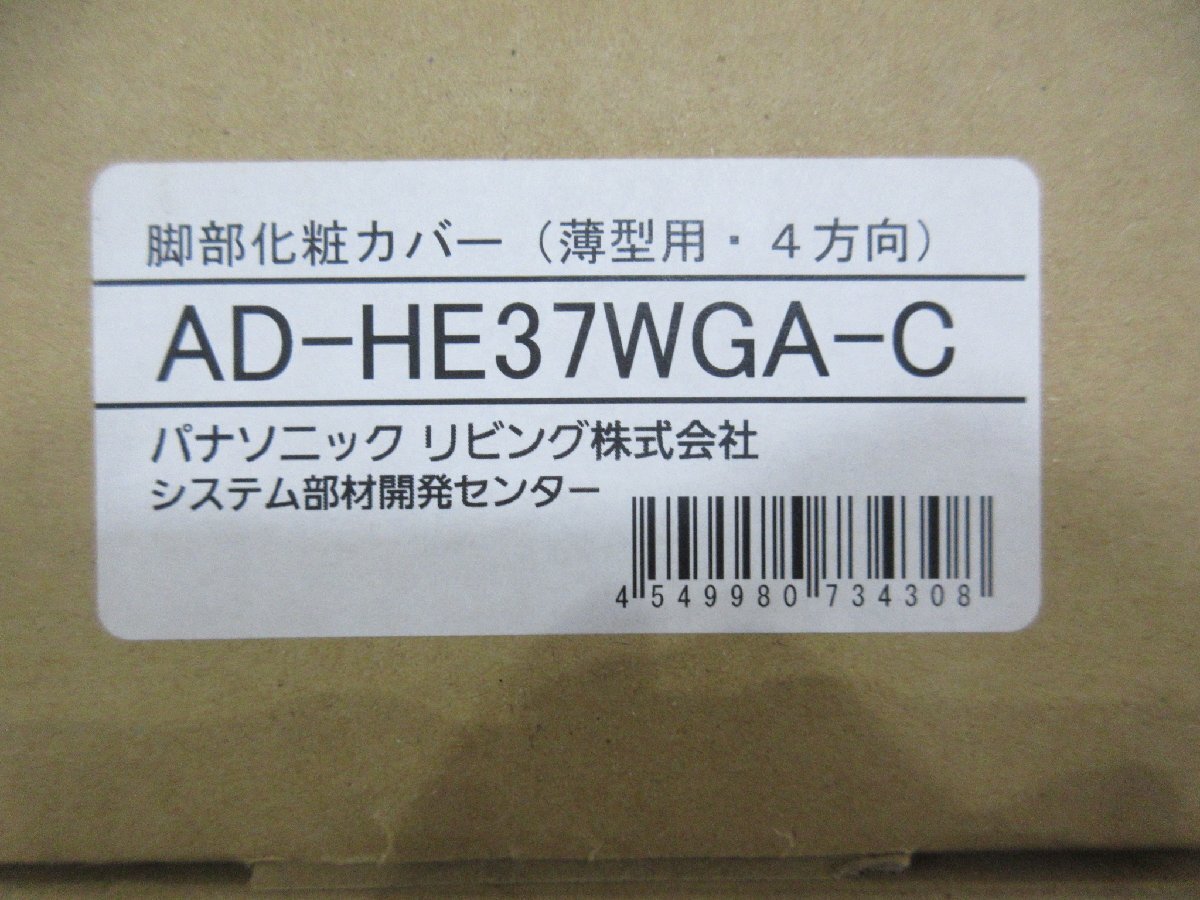 脚部化粧カバー（薄型用・４方向）
AD-HE37WGA-C
パナソニック リビング株式会社
システム部材開発センター
4 549980 734308